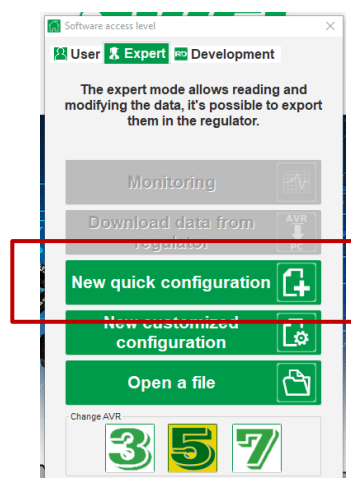 Software access level
User Expert RD Development
The expert mode allows reading and
modifying the data, it's possible to export
them in the regulator.
Monitoring
Download data from
regulator
AVR
PC
New quick configuration
New customized
configuration
Open a file
Change AVR
3 5 7